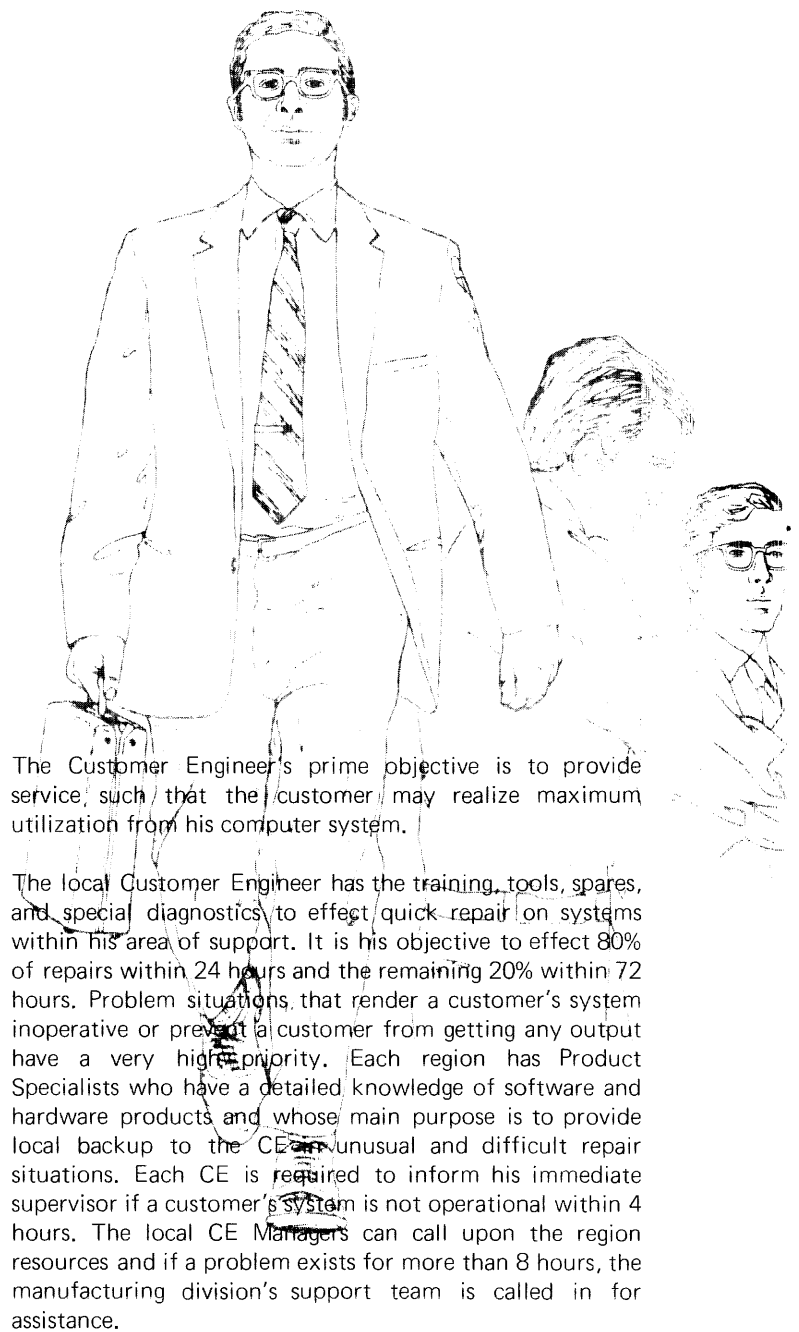 The Customer Engineer's prime objective is to provide
service, such that the customer may realize maximum
utilization from his computer system.
The local Customer Engineer has the training, tools, spares,
and special diagnostics to effect quick repair on systems
within his area of support. It is his objective to effect 80%
of repairs within 24 hours and the remaining 20% within 72
hours. Problem situations, that render a customer's system
inoperative or prevent a customer from getting any output
have a very high priority. Each region has Product
Specialists who have a detailed knowledge of software and
hardware products and whose main purpose is to provide
local backup to the CE in unusual and difficult repair
situations. Each CE is required to inform his immediate
supervisor if a customer's system is not operational within 4
hours. The local CE Managers can call upon the region
resources and if a problem exists for more than 8 hours, the
manufacturing division's support team is called in for
assistance.